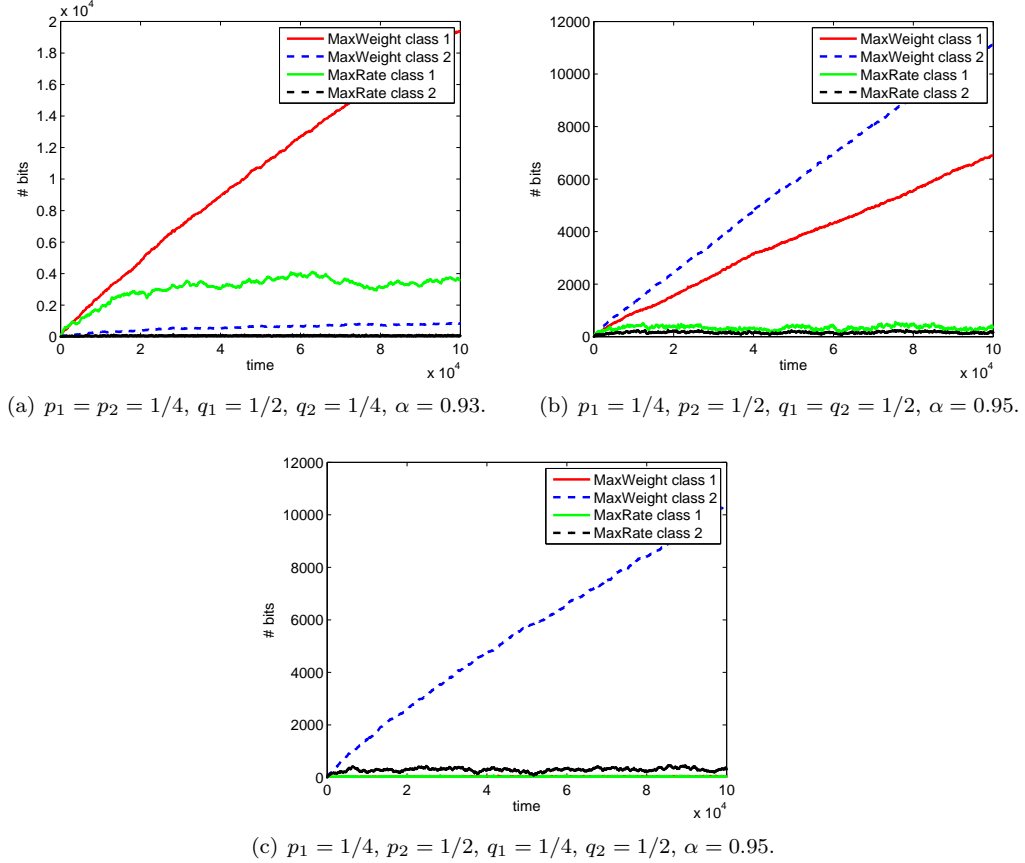 x 10^4
2
1.8
1.6
1.4
1.2
1
0.8
0.6
0.4
0.2
0
# bits
MaxWeight class 1
MaxWeight class 2
MaxRate class 1
MaxRate class 2
0 2 4 6 8 10
time
x 10^4
(a) p₁ = p₂ = 1/4, q₁ = 1/2, q₂ = 1/4, α = 0.93.
12000
10000
8000
6000
4000
2000
0
# bits
MaxWeight class 1
MaxWeight class 2
MaxRate class 1
MaxRate class 2
0 2 4 6 8 10
time
x 10^4
(b) p₁ = 1/4, p₂ = 1/2, q₁ = q₂ = 1/2, α = 0.95.
12000
10000
8000
6000
4000
2000
0
# bits
MaxWeight class 1
MaxWeight class 2
MaxRate class 1
MaxRate class 2
0 2 4 6 8 10
time
x 10^4
(c) p₁ = 1/4, p₂ = 1/2, q₁ = 1/4, q₂ = 1/2, α = 0.95.